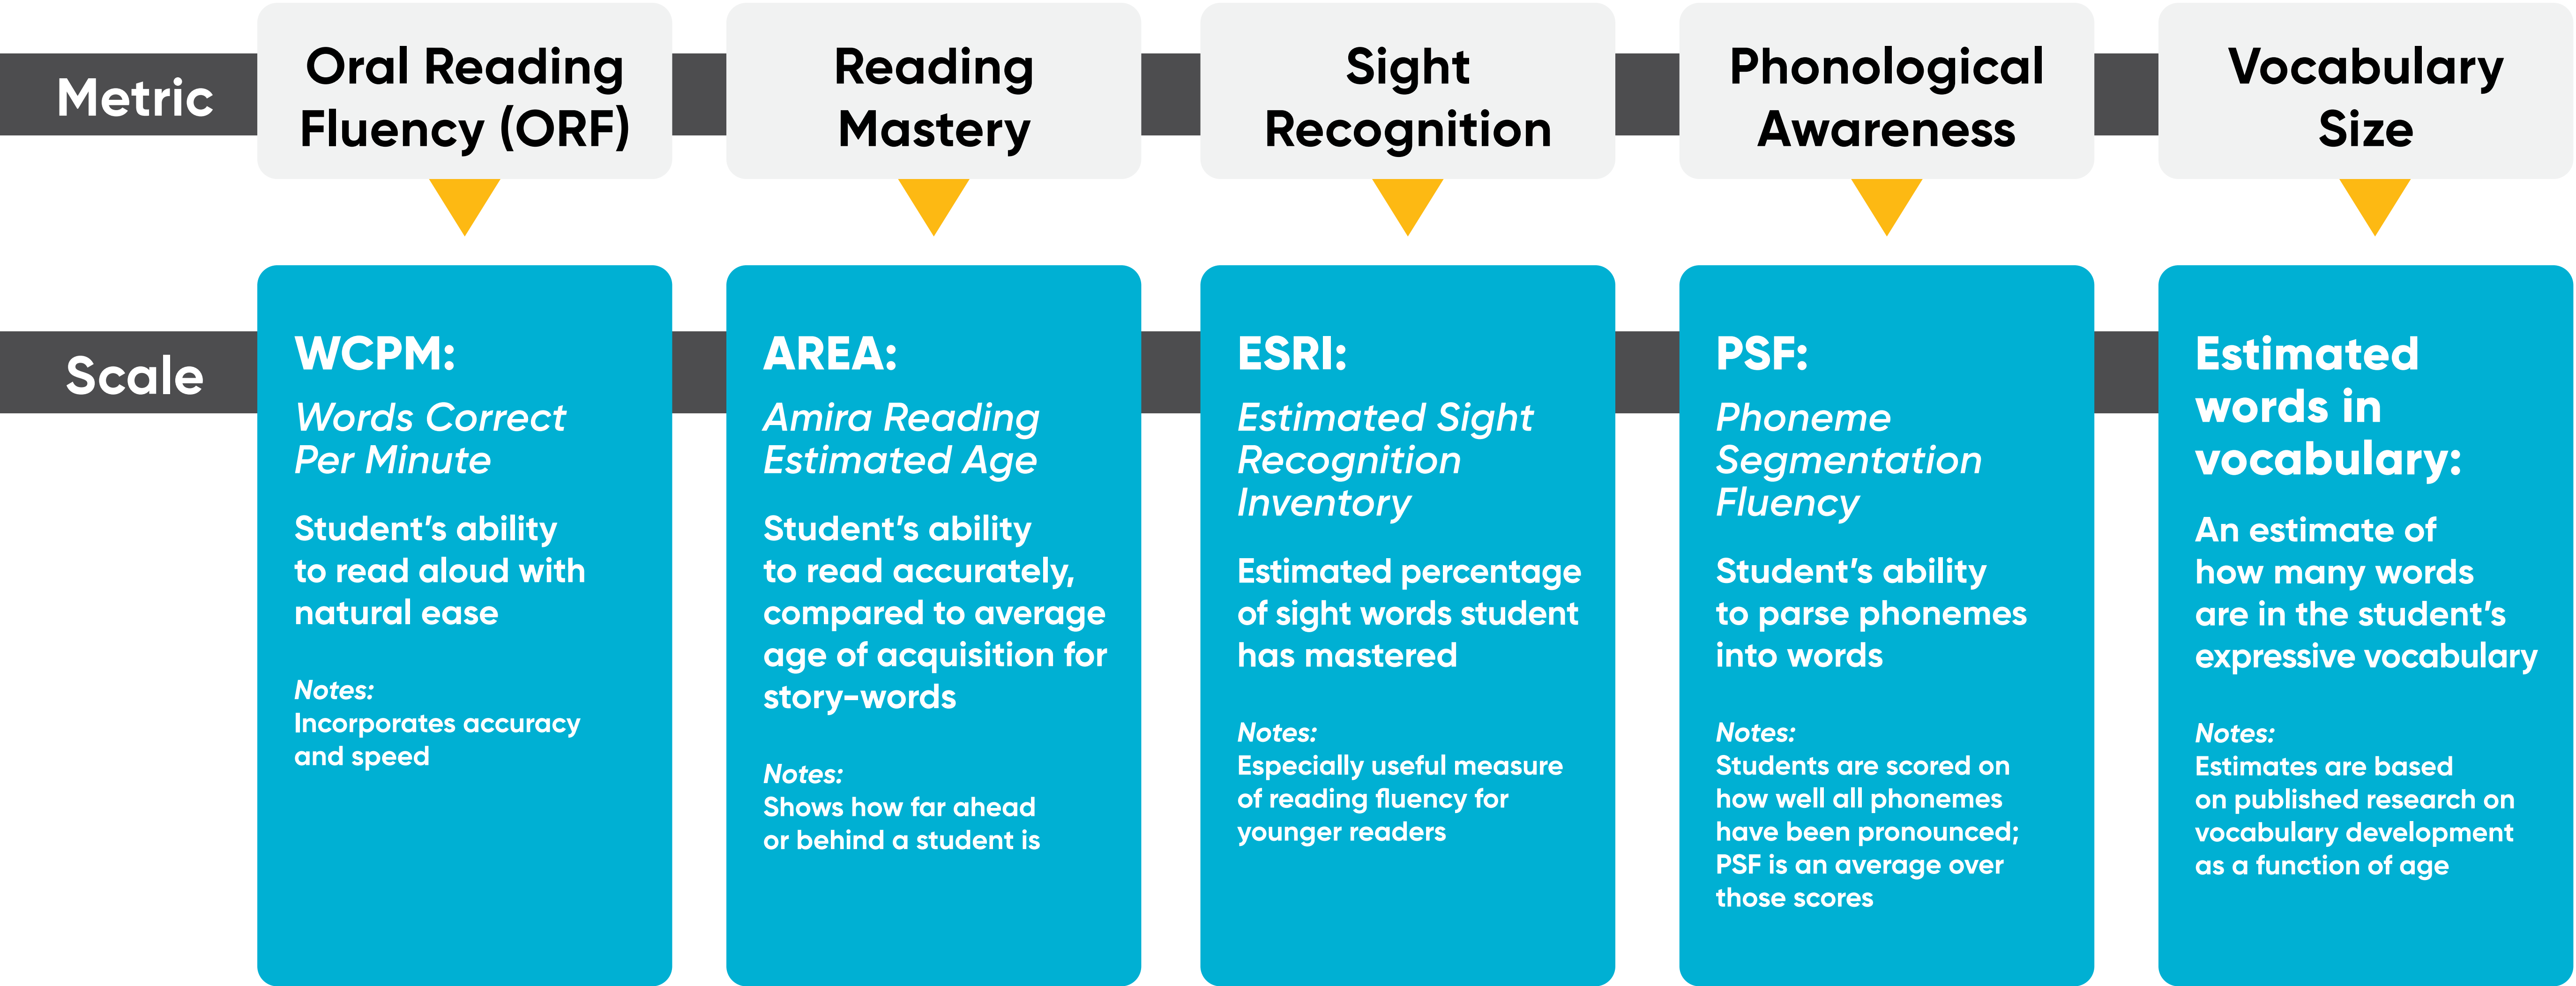 Metric
Oral Reading
Fluency (ORF)
Reading
Mastery
Sight
Recognition
Phonological
Awareness
Vocabulary
Size
Scale
WCPM:
Words Correct
Per Minute
Student’s ability
to read aloud with
natural ease
Notes:
Incorporates accuracy
and speed
AREA:
Amira Reading
Estimated Age
Student’s ability
to read accurately,
compared to average
age of acquisition for
story-words
Notes:
Shows how far ahead
or behind a student is
ESRI:
Estimated Sight
Recognition
Inventory
Estimated percentage
of sight words student
has mastered
Notes:
Especially useful measure
of reading fluency for
younger readers
PSF:
Phoneme
Segmentation
Fluency
Student’s ability
to parse phonemes
into words
Notes:
Students are scored on
how well all phonemes
have been pronounced;
PSF is an average over
those scores
Estimated
words in
vocabulary:
An estimate of
how many words
are in the student’s
expressive vocabulary
Notes:
Estimates are based
on published research on
vocabulary development
as a function of age